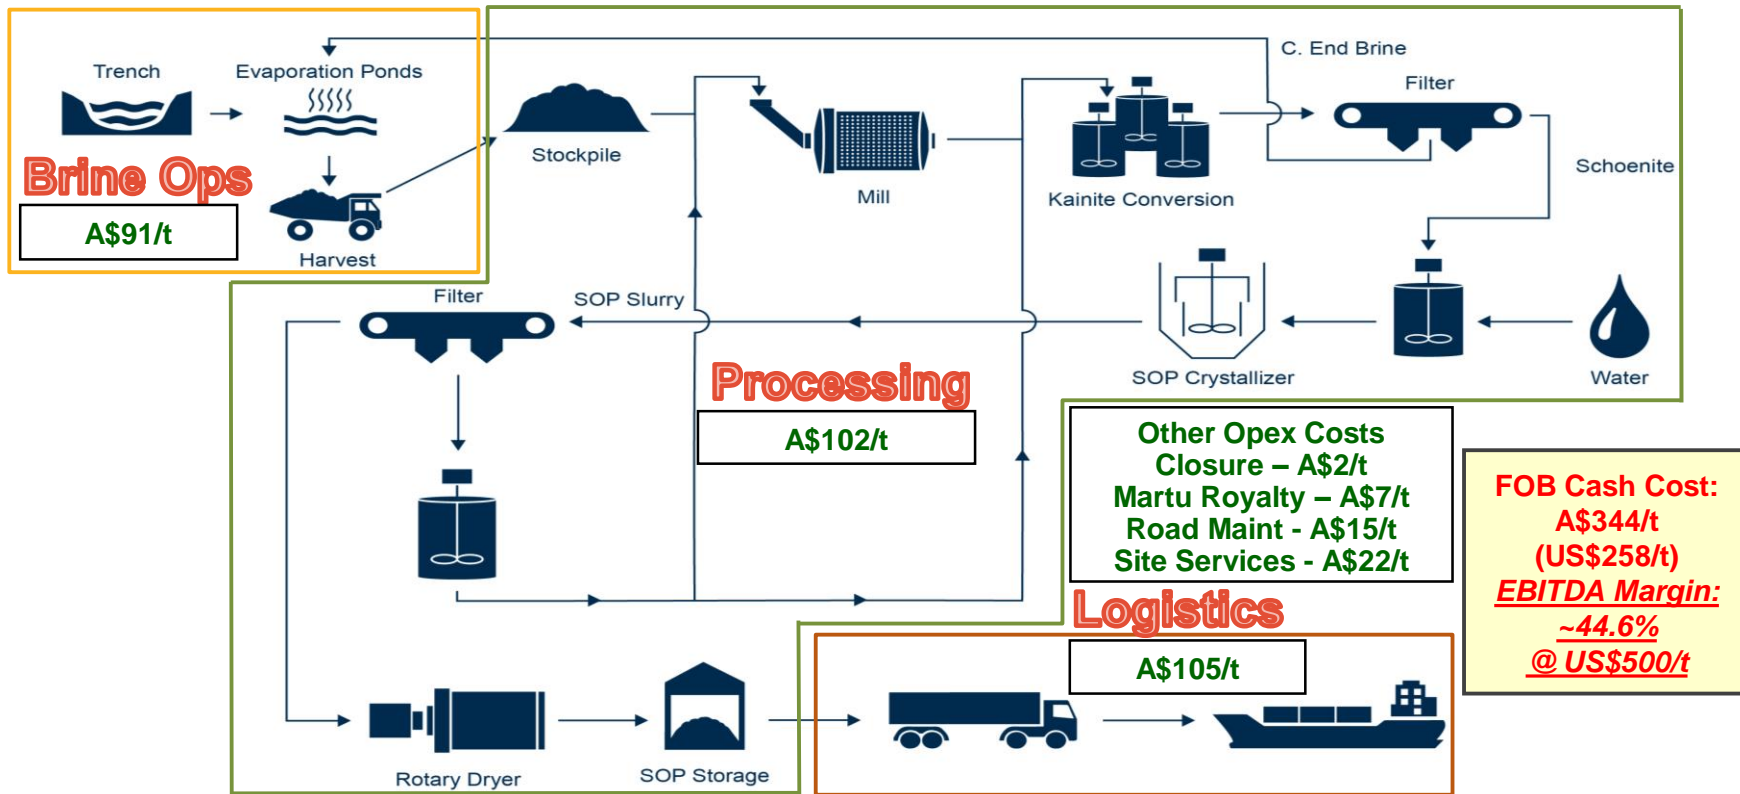 Trench
Evaporation Ponds
C. End Brine
Filter
Stockpile
Mill
Kainite Conversion
Schoenite
Brine Ops
A$91/t
Harvest
Filter
SOP Slurry
SOP Crystallizer
Water
Processing
A$102/t
Other Opex Costs
Closure – A$2/t
Martu Royalty – A$7/t
Road Maint - A$15/t
Site Services - A$22/t
FOB Cash Cost:
A$344/t
(US$258/t)
EBITDA Margin:
~44.6%
@ US$500/t
Logistics
A$105/t
Rotary Dryer
SOP Storage